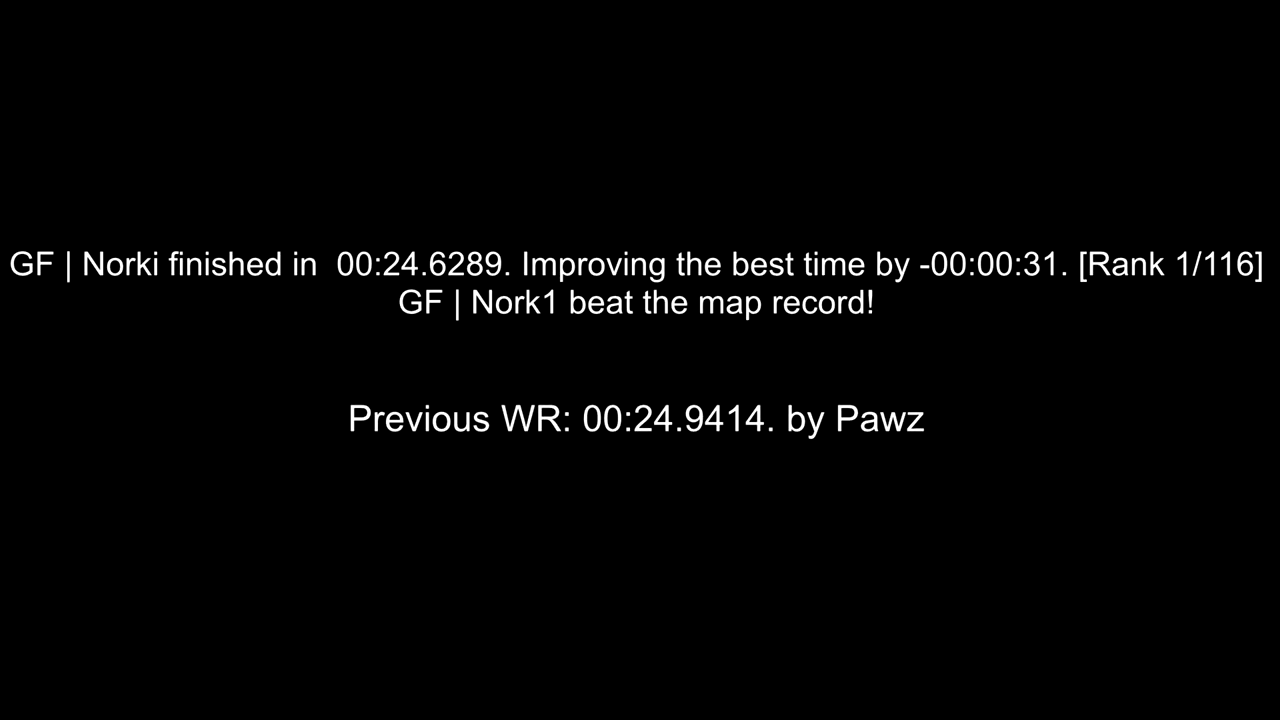 GF | Norki finished in  00:24.6289. Improving the best time by -00:00:31. [Rank 1/116]
GF | Nork1 beat the map record!
Previous WR: 00:24.9414. by Pawz